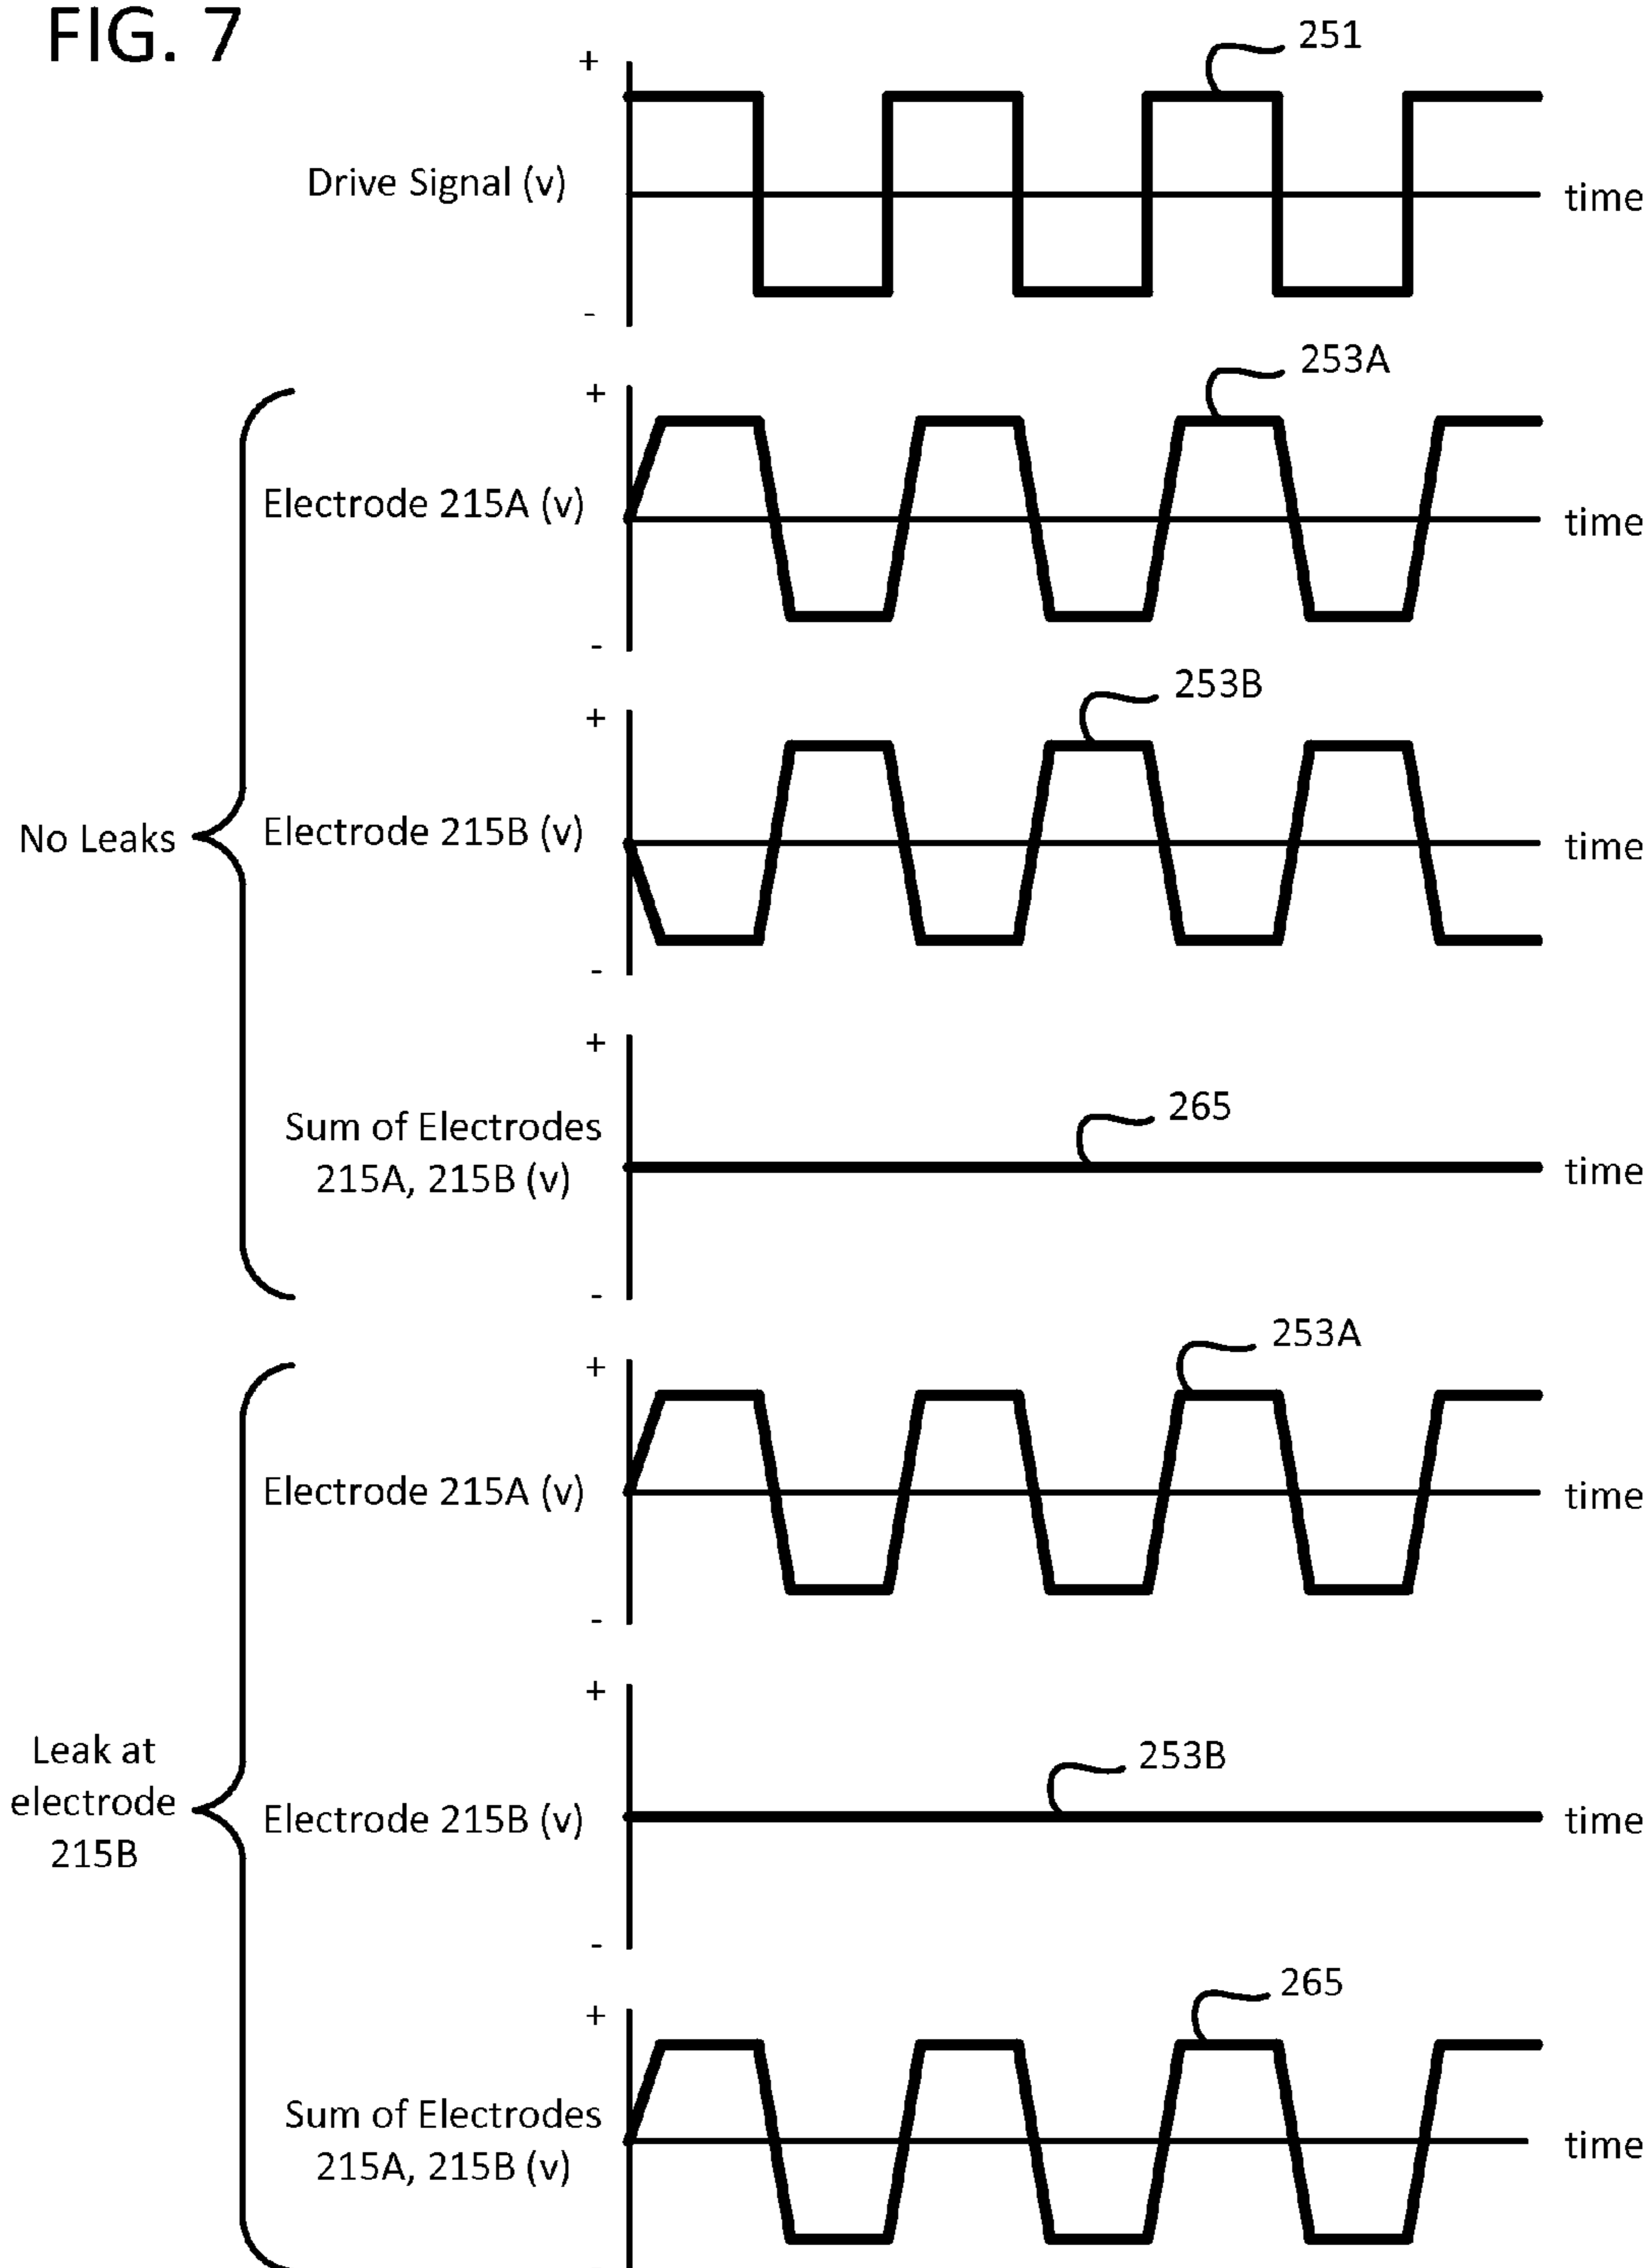 FIG. 7
251
+
Drive Signal (v)
time
-
253A
+
Electrode 215A (v)
time
-
253B
+
No Leaks
Electrode 215B (v)
time
-
+
265
Sum of Electrodes
215A, 215B (v)
time
-
253A
+
Electrode 215A (v)
time
-
+
253B
Leak at
electrode
215B
Electrode 215B (v)
time
-
265
+
Sum of Electrodes
215A, 215B (v)
time